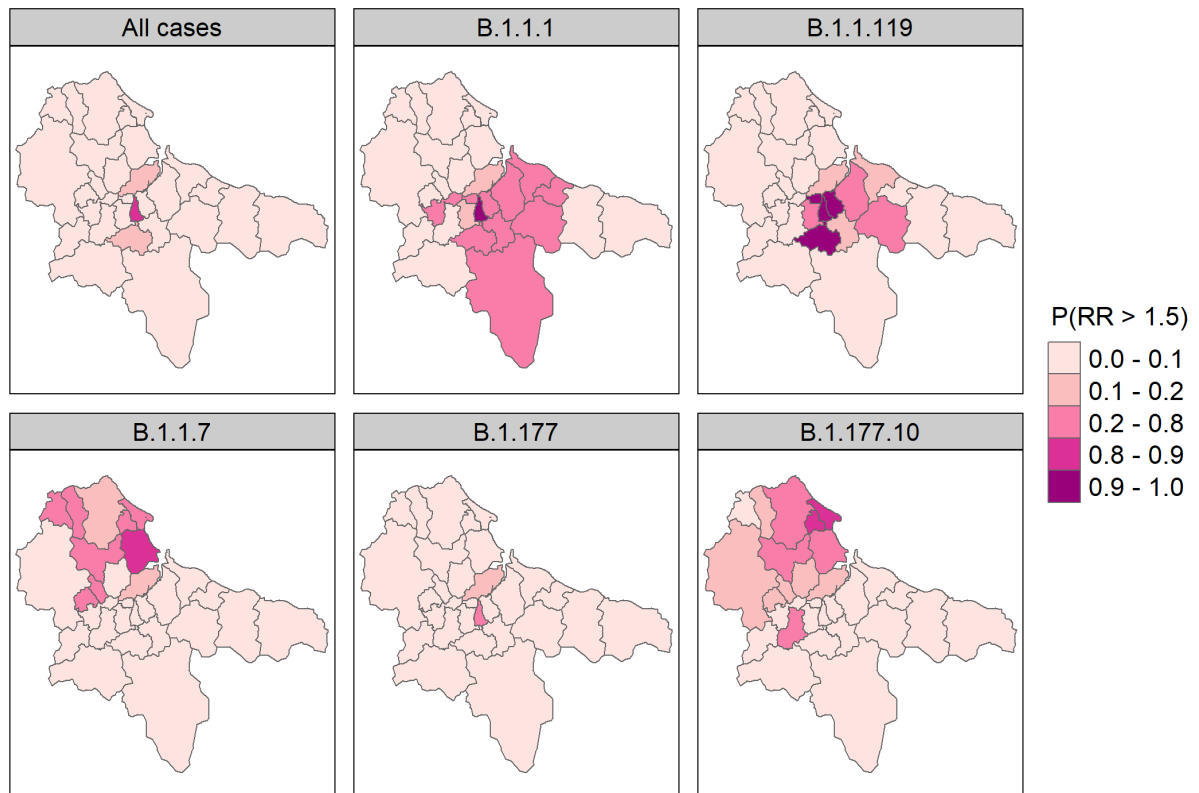 All cases
B.1.1.1
B.1.1.119
B.1.1.7
B.1.177
B.1.177.10
P(RR > 1.5)
0.0 - 0.1
0.1 - 0.2
0.2 - 0.8
0.8 - 0.9
0.9 - 1.0